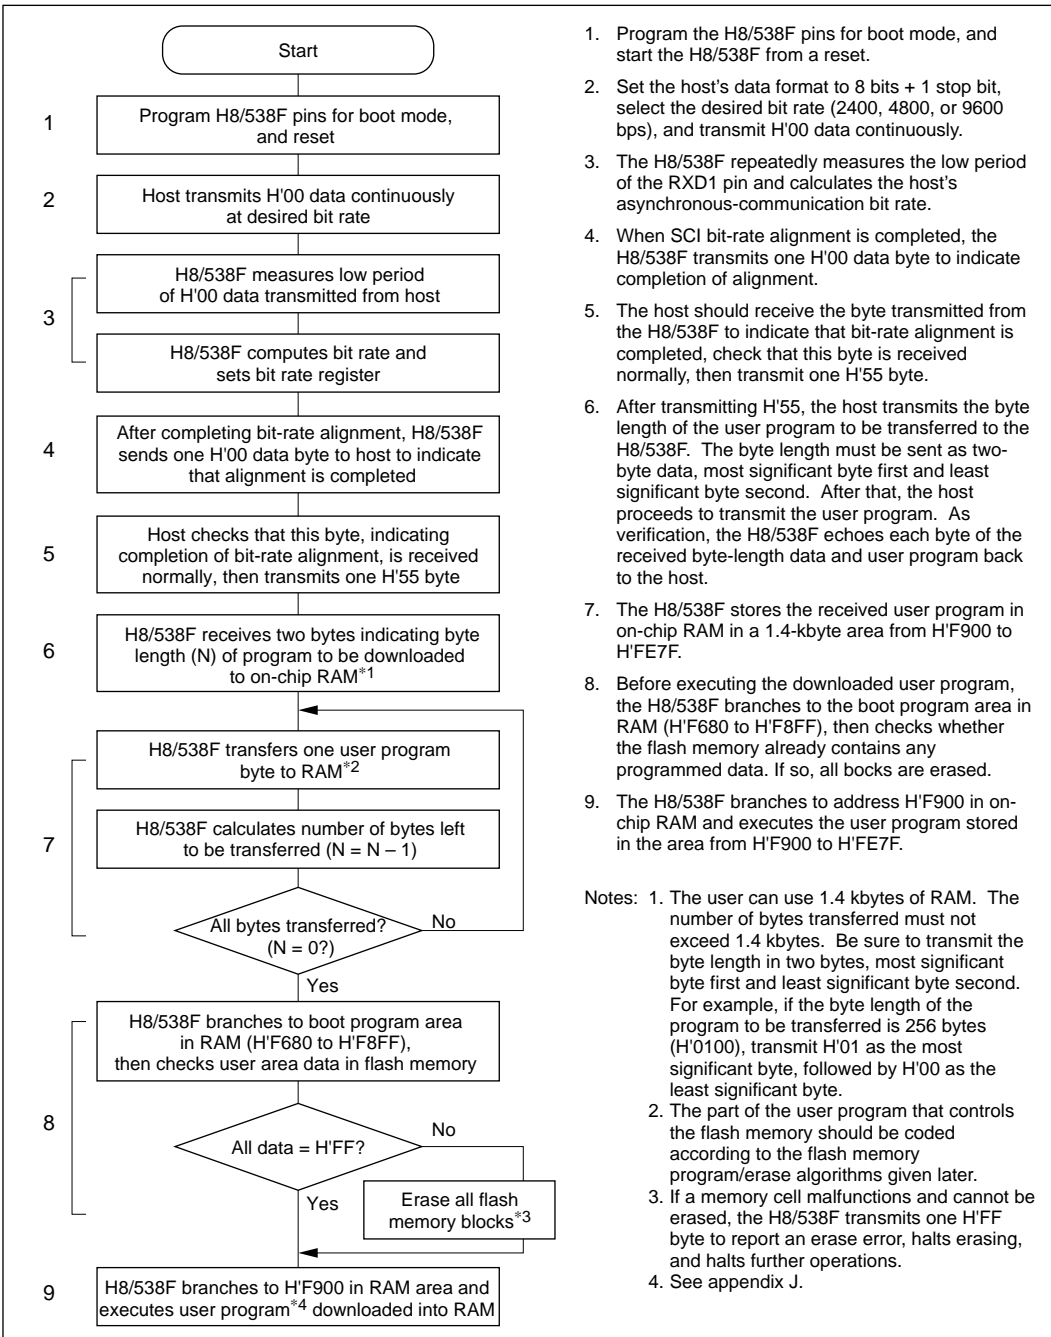 Start
1
Program H8/538F pins for boot mode,
and reset
2
Host transmits H'00 data continuously
at desired bit rate
3
H8/538F measures low period
of H'00 data transmitted from host
H8/538F computes bit rate and
sets bit rate register
4
After completing bit-rate alignment, H8/538F
sends one H'00 data byte to host to indicate
that alignment is completed
5
Host checks that this byte, indicating
completion of bit-rate alignment, is received
normally, then transmits one H'55 byte
6
H8/538F receives two bytes indicating byte
length (N) of program to be downloaded
to on-chip RAM*1
7
H8/538F transfers one user program
byte to RAM*2
H8/538F calculates number of bytes left
to be transferred (N = N – 1)
All bytes transferred?
(N = 0?)
No
Yes
8
H8/538F branches to boot program area
in RAM (H'F680 to H'F8FF),
then checks user area data in flash memory
All data = H'FF?
No
Yes
Erase all flash
memory blocks*3
9
H8/538F branches to H'F900 in RAM area and
executes user program*4 downloaded into RAM
1. Program the H8/538F pins for boot mode, and
start the H8/538F from a reset.
2. Set the host's data format to 8 bits + 1 stop bit,
select the desired bit rate (2400, 4800, or 9600
bps), and transmit H'00 data continuously.
3. The H8/538F repeatedly measures the low period
of the RXD1 pin and calculates the host's
asynchronous-communication bit rate.
4. When SCI bit-rate alignment is completed, the
H8/538F transmits one H'00 data byte to indicate
completion of alignment.
5. The host should receive the byte transmitted from
the H8/538F to indicate that bit-rate alignment is
completed, check that this byte is received
normally, then transmit one H'55 byte.
6. After transmitting H'55, the host transmits the byte
length of the user program to be transferred to the
H8/538F. The byte length must be sent as two-
byte data, most significant byte first and least
significant byte second. After that, the host
proceeds to transmit the user program. As
verification, the H8/538F echoes each byte of the
received byte-length data and user program back
to the host.
7. The H8/538F stores the received user program in
on-chip RAM in a 1.4-kbyte area from H'F900 to
H'FE7F.
8. Before executing the downloaded user program,
the H8/538F branches to the boot program area in
RAM (H'F680 to H'F8FF), then checks whether
the flash memory already contains any
programmed data. If so, all bocks are erased.
9. The H8/538F branches to address H'F900 in on-
chip RAM and executes the user program stored
in the area from H'F900 to H'FE7F.
Notes: 1. The user can use 1.4 kbytes of RAM. The
number of bytes transferred must not
exceed 1.4 kbytes. Be sure to transmit the
byte length in two bytes, most significant
byte first and least significant byte second.
For example, if the byte length of the
program to be transferred is 256 bytes
(H'0100), transmit H'01 as the most
significant byte, followed by H'00 as the
least significant byte.
2. The part of the user program that controls
the flash memory should be coded
according to the flash memory
program/erase algorithms given later.
3. If a memory cell malfunctions and cannot be
erased, the H8/538F transmits one H'FF
byte to report an erase error, halts erasing,
and halts further operations.
4. See appendix J.